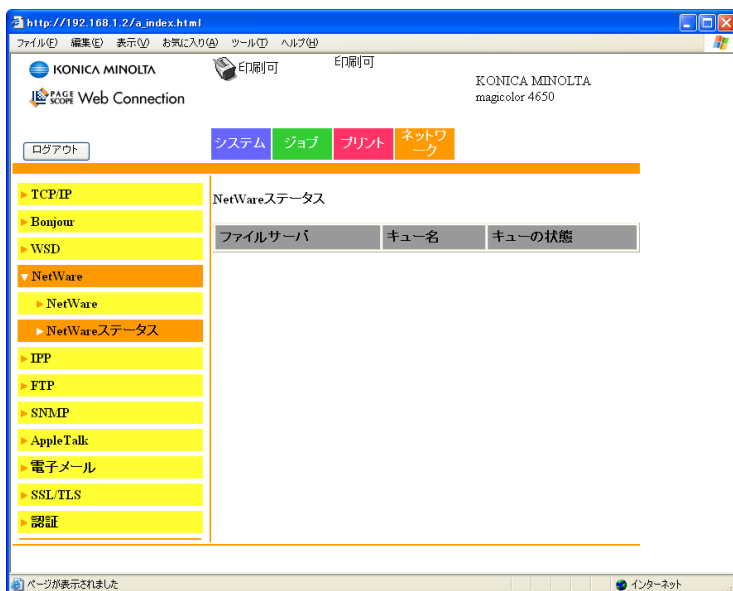 http://192.168.1.2/a_index.html
ファイル(F) 編集(E) 表示(V) お気に入り(A) ツール(T) ヘルプ(H)
KONICA MINOLTA
PAGE SCOPE Web Connection
印刷可
印刷可
KONICA MINOLTA
magicolor 4650
ログアウト
システム
ジョブ
プリント
ネットワ
ーク
TCP/IP
Bonjour
WSD
NetWare
NetWare
NetWareステータス
IPP
FTP
SNMP
AppleTalk
電子メール
SSL/TLS
認証
NetWareステータス
ファイルサーバ キュー名 キューの状態
ページが表示されました
インターネット